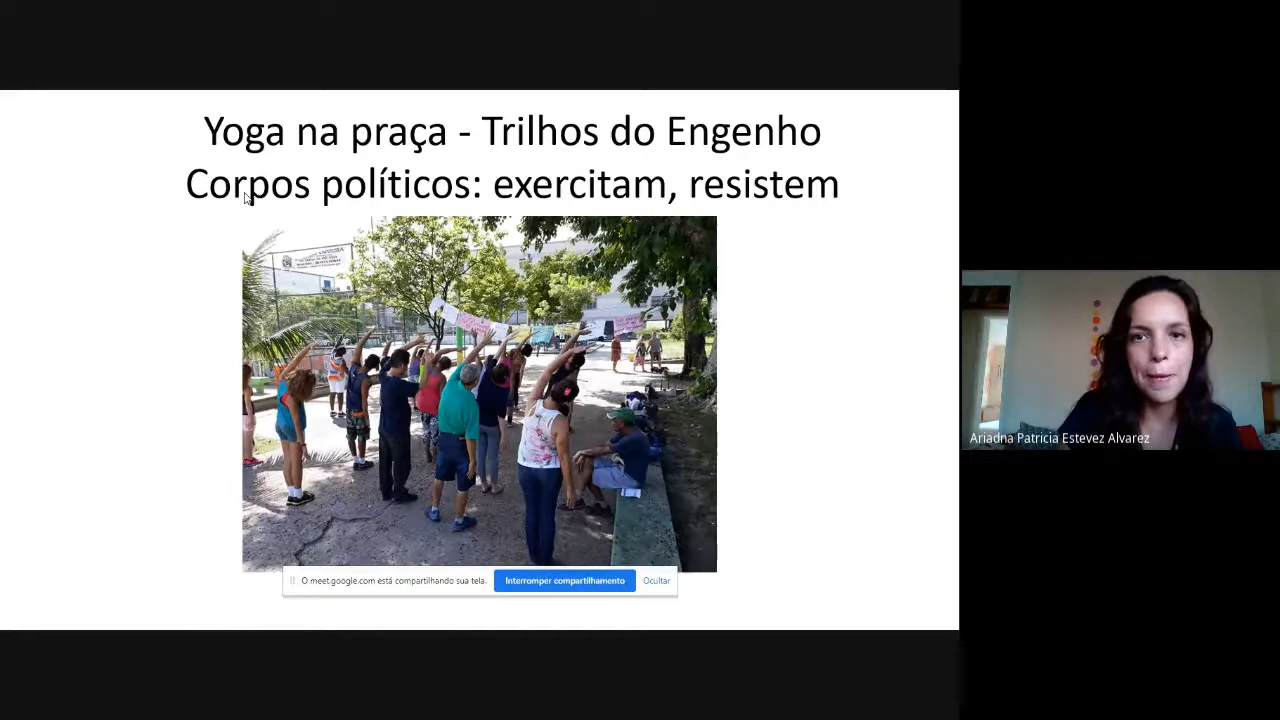 Yoga na praça - Trilhos do Engenho
Corpos políticos: exercitam, resistem
O meet.google.com está compartilhando sua tela.
Interromper compartilhamento
Ocultar
Ariadna Patricia Estevez Alvarez